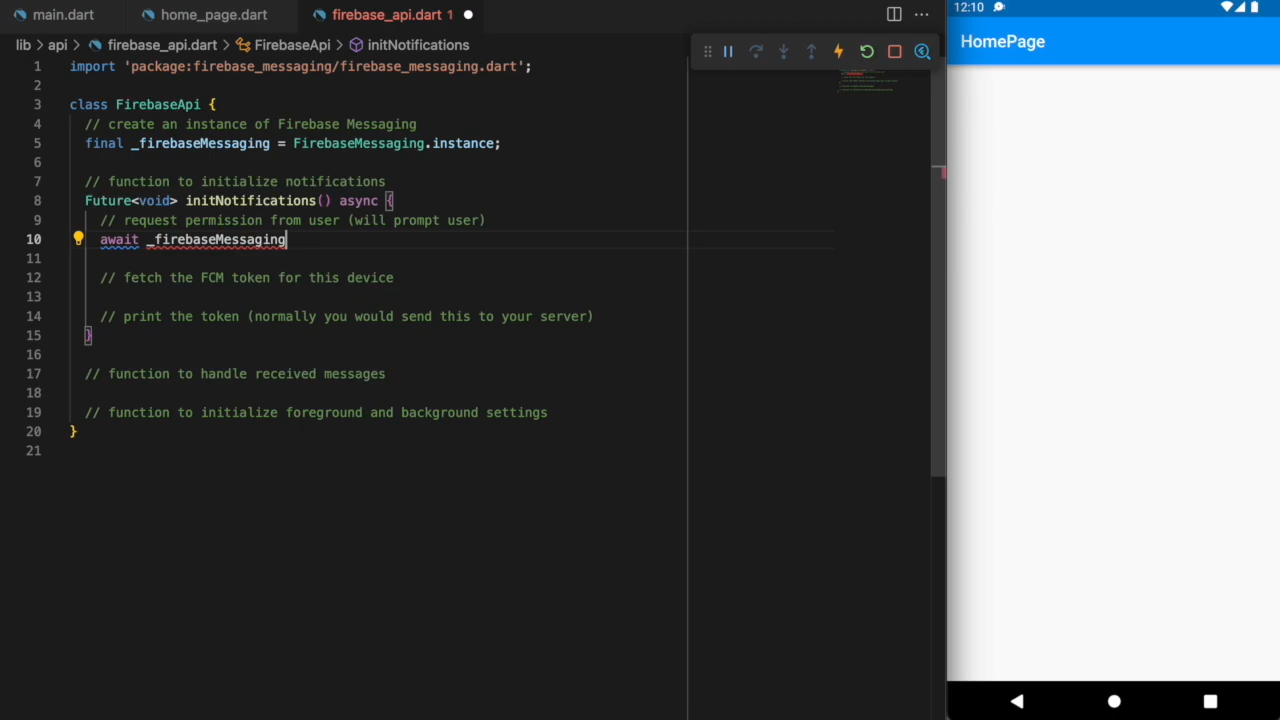 main.dart home_page.dart firebase_api.dart 1
lib > api > firebase_api.dart > FirebaseApi > initNotifications
1 import 'package:firebase_messaging/firebase_messaging.dart';
2
3 class FirebaseApi {
4 // create an instance of Firebase Messaging
5 final _firebaseMessaging = FirebaseMessaging.instance;
6
7 // function to initialize notifications
8 Future<void> initNotifications() async {
9 // request permission from user (will prompt user)
10 await _firebaseMessaging
11
12 // fetch the FCM token for this device
13
14 // print the token (normally you would send this to your server)
15 }
16
17 // function to handle received messages
18
19 // function to initialize foreground and background settings
20 }
21
12:10
HomePage